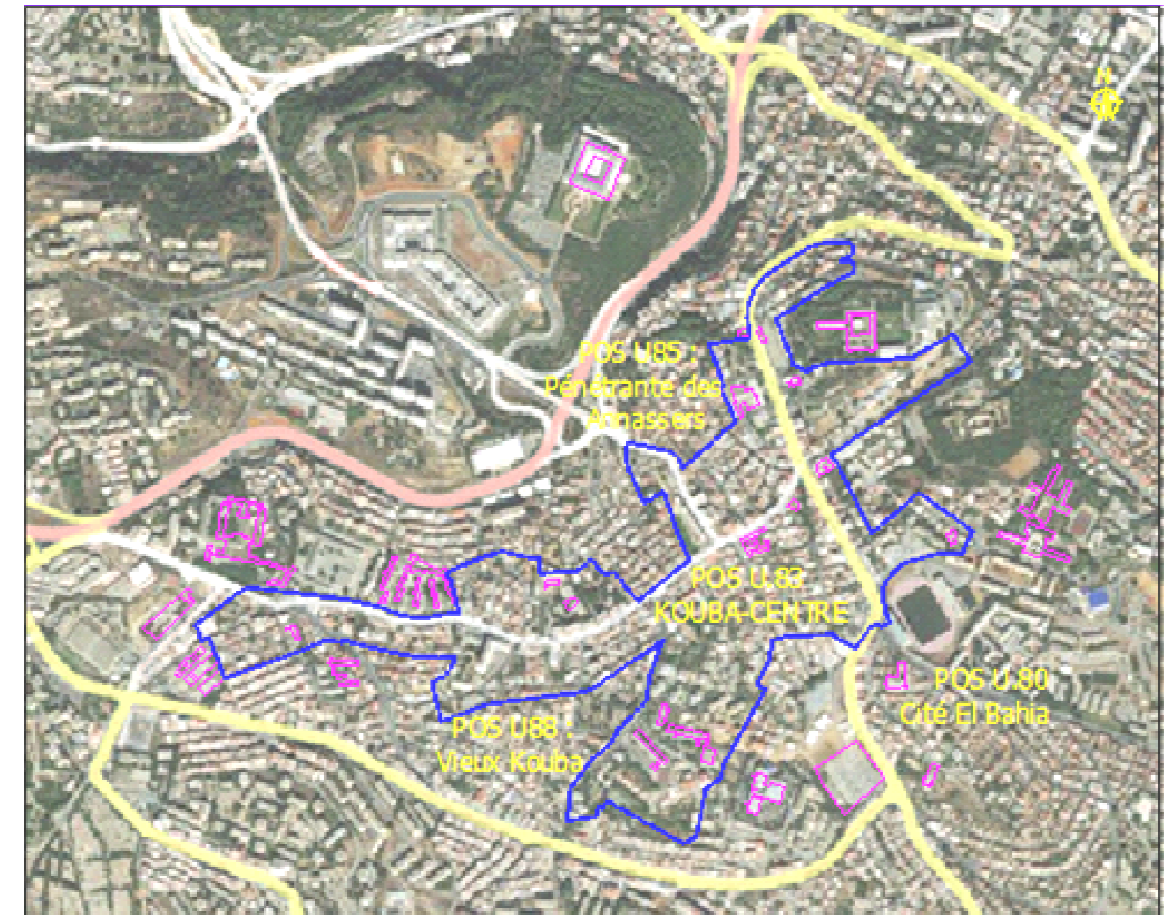 N
POS U85 :
Pénétrante des
Annassers
POS U.83
KOUBA-CENTRE
POS U.80
Cité El Bahia
POS U88 :
Vieux Kouba